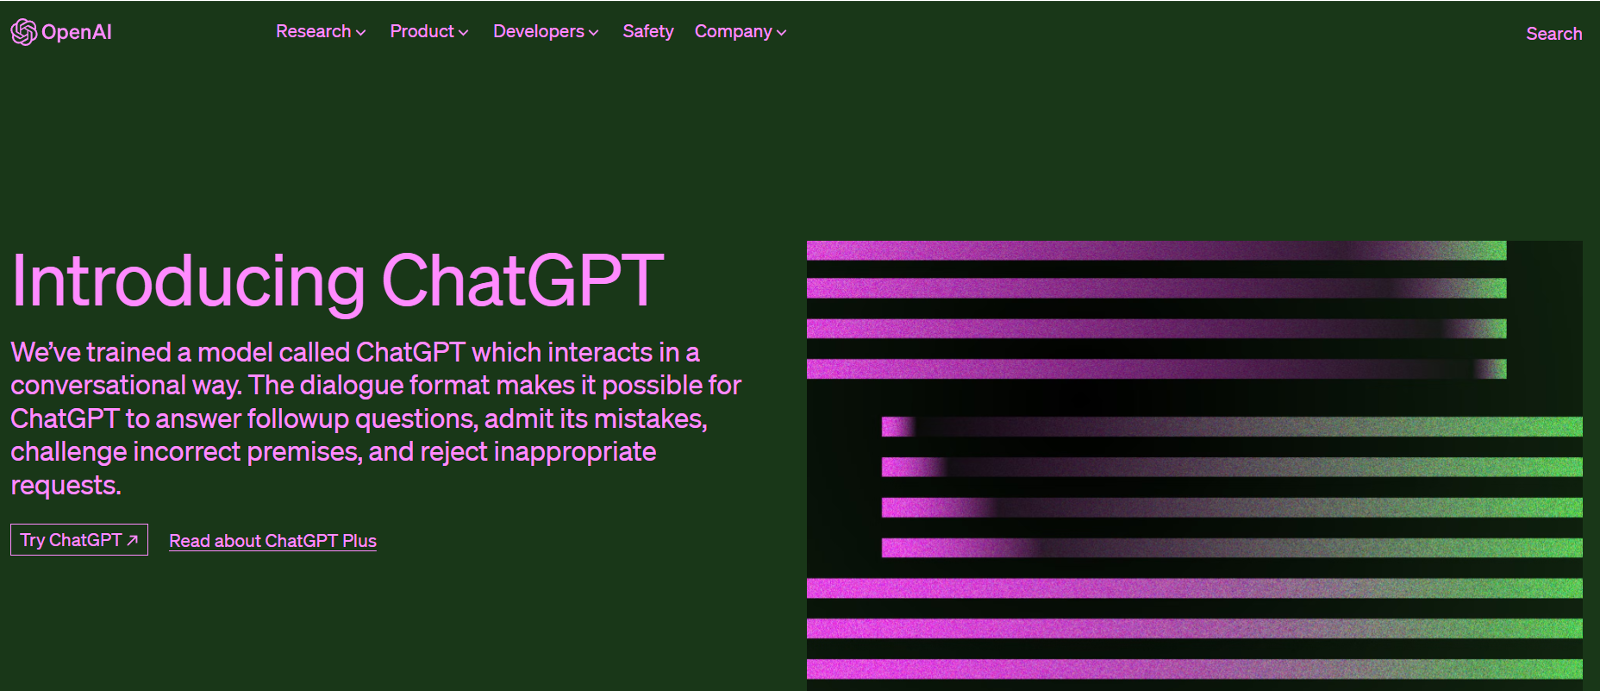 OpenAI
Research
Product
Developers
Safety
Company
Search
Introducing ChatGPT
We’ve trained a model called ChatGPT which interacts in a
conversational way. The dialogue format makes it possible for
ChatGPT to answer followup questions, admit its mistakes,
challenge incorrect premises, and reject inappropriate
requests.
Try ChatGPT ↗
Read about ChatGPT Plus